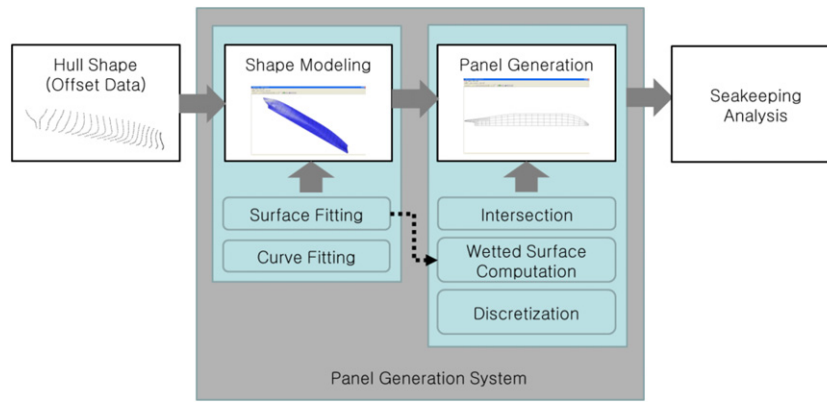 Hull Shape
(Offset Data)
Shape Modeling
Panel Generation
Seakeeping
Analysis
Surface Fitting
Curve Fitting
Intersection
Wetted Surface
Computation
Discretization
Panel Generation System